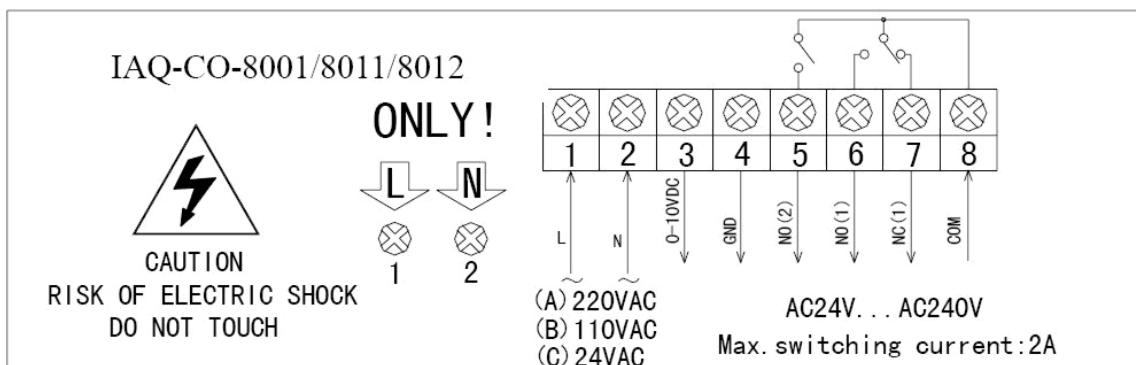 IAQ-CO-8001/8011/8012
ONLY!
L N
1 2
CAUTION
RISK OF ELECTRIC SHOCK
DO NOT TOUCH
1 2 3 4 5 6 7 8
L N 0-10VDC GND NO(2) NO(1) NC(1) COM
~ ~
(A)220VAC
(B)110VAC
(C)24VAC
AC24V...AC240V
Max.switching current:2A